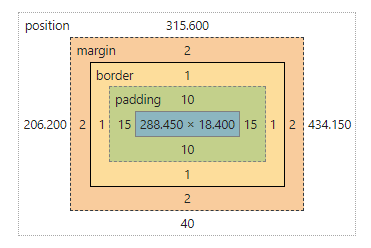 position 315.600
margin 2
border 1
padding 10
206.200 2 1 15 288.450 × 18.400 15 1 2 434.150
10
1
2
40